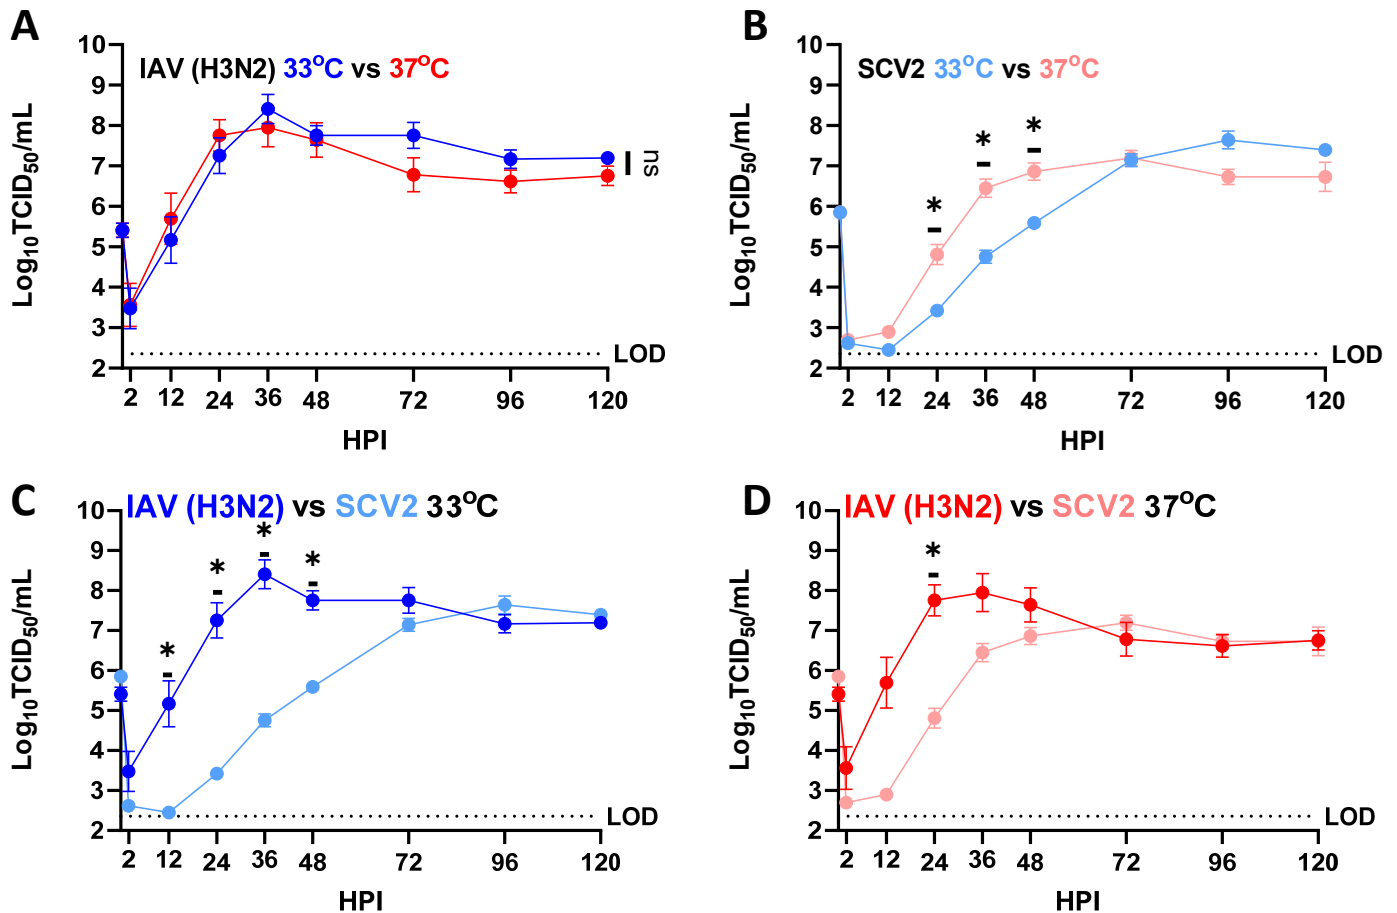 A
IAV (H3N2) 33°C vs 37°C
Log10TCID50/mL
10
9
8
7
6
5
4
3
2
* ns
LOD
2 12 24 36 48 72 96 120
HPI
B
SCV2 33°C vs 37°C
Log10TCID50/mL
10
9
8
7
6
5
4
3
2
* * *
LOD
2 12 24 36 48 72 96 120
HPI
C
IAV (H3N2) vs SCV2 33°C
Log10TCID50/mL
10
9
8
7
6
5
4
3
2
* * * *
LOD
2 12 24 36 48 72 96 120
HPI
D
IAV (H3N2) vs SCV2 37°C
Log10TCID50/mL
10
9
8
7
6
5
4
3
2
*
LOD
2 12 24 36 48 72 96 120
HPI